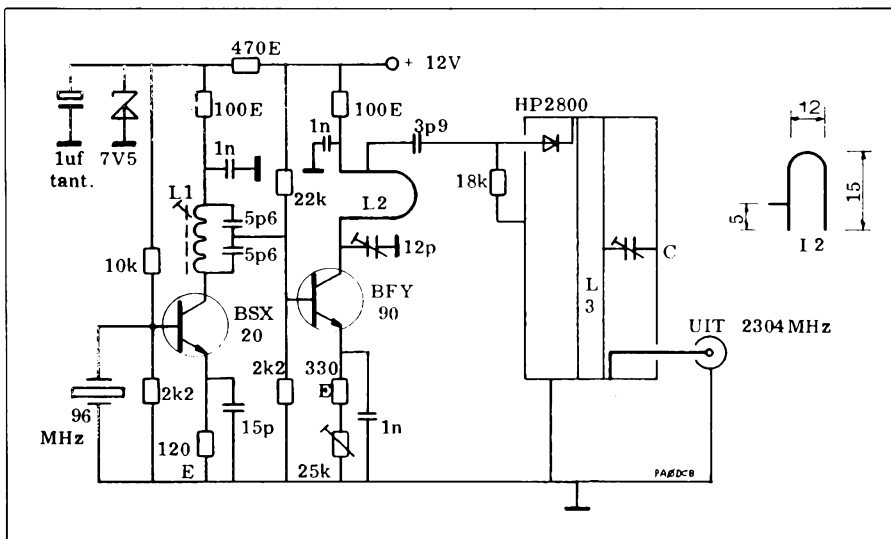 470E
+ 12V
100E
100E
HP2800
12
3p9
1n
1uf
tant.
7V5
1n
18k
15
L1
22k
L2
5p6
5
5p6
12p
l 2
10k
C
BSX
20
BFY
90
L
3
UIT 2304 MHz
2k2
330
E
96
MHz
2k2
15p
1n
120
E
25k
PAØDCB